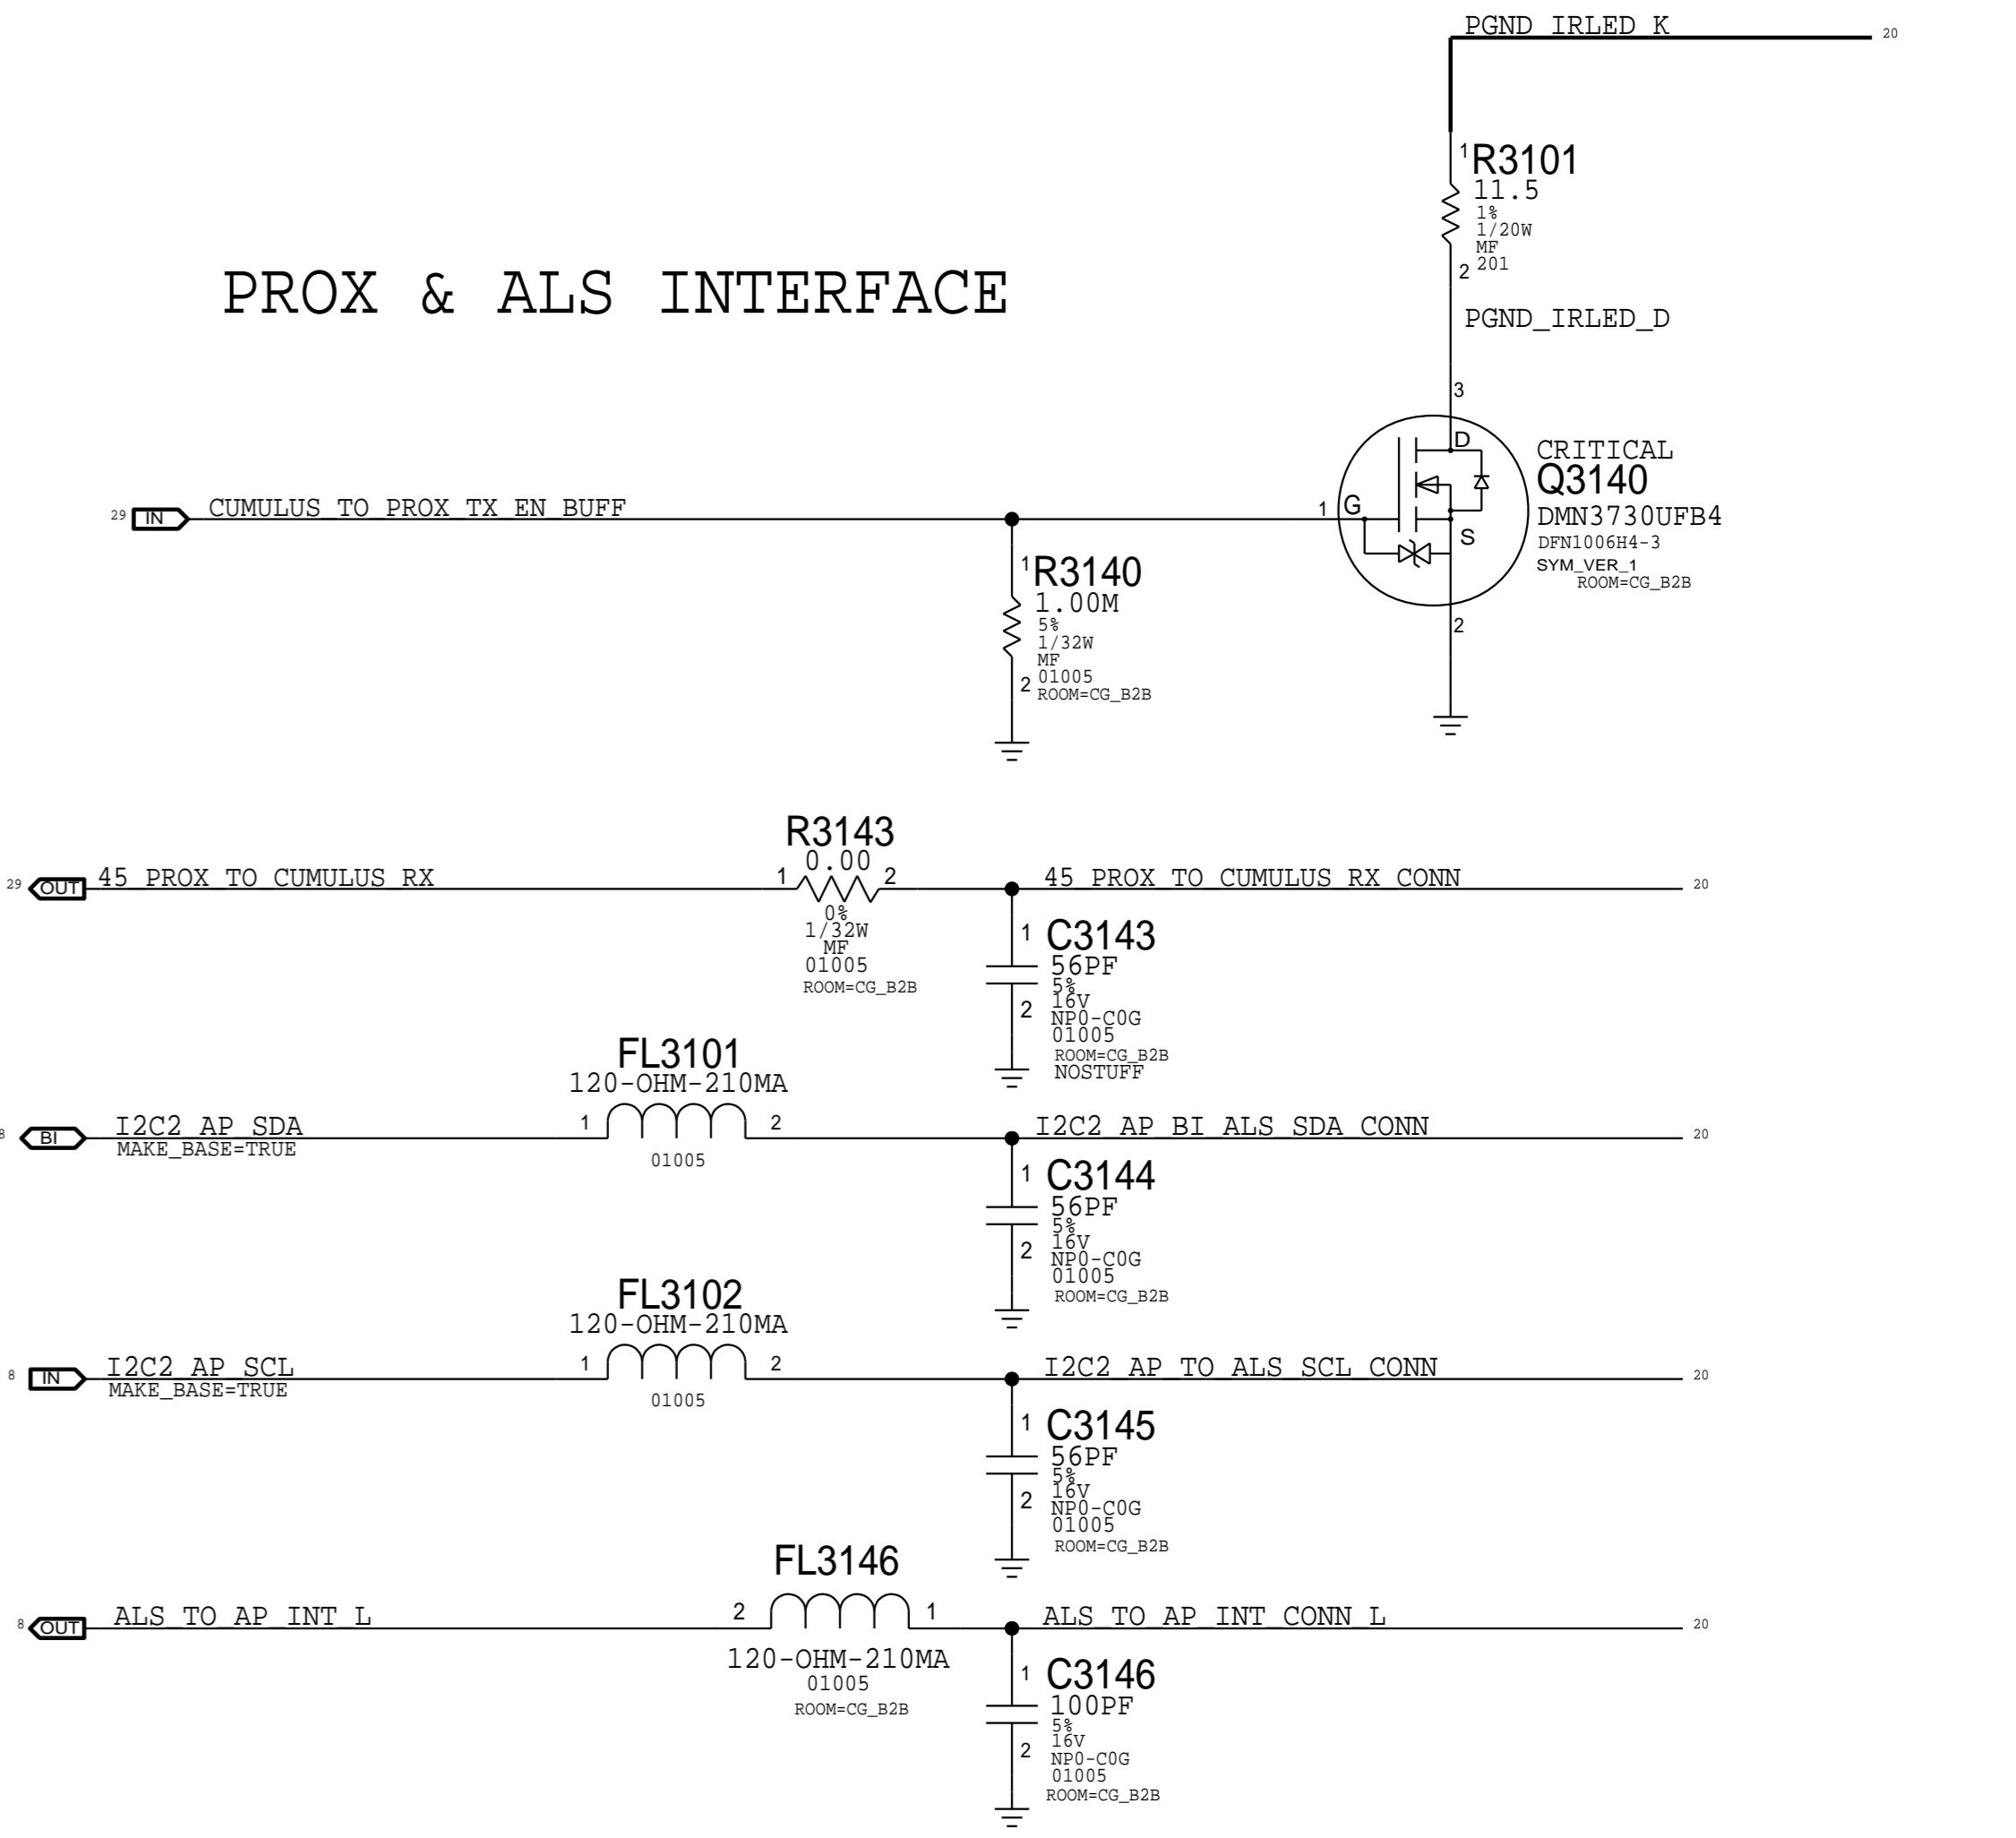 PGND_IRLED_K
20
1
R3101
11.5
1%
1/20W
MF
201
2
PROX & ALS INTERFACE
PGND_IRLED_D
3
D
CRITICAL
Q3140
DMN3730UFB4
DFN1006H4-3
SYM_VER_1
ROOM=CG_B2B
29 IN CUMULUS_TO_PROX_TX_EN_BUFF
1 G
S
2
1
R3140
1.00M
5%
1/32W
MF
01005
2
ROOM=CG_B2B
R3143
0.00
29 OUT 45_PROX_TO_CUMULUS_RX
1 2
45_PROX_TO_CUMULUS_RX_CONN
20
0%
1/32W
MF
01005
ROOM=CG_B2B
1
C3143
56PF
5%
16V
2
NP0-C0G
01005
ROOM=CG_B2B
NOSTUFF
FL3101
120-OHM-210MA
8 BI I2C2_AP_SDA
MAKE_BASE=TRUE
1 2
01005
I2C2_AP_BI_ALS_SDA_CONN
20
1
C3144
56PF
5%
16V
2
NP0-C0G
01005
ROOM=CG_B2B
FL3102
120-OHM-210MA
8 IN I2C2_AP_SCL
MAKE_BASE=TRUE
1 2
01005
I2C2_AP_TO_ALS_SCL_CONN
20
1
C3145
56PF
5%
16V
2
NP0-C0G
01005
ROOM=CG_B2B
FL3146
8 OUT ALS_TO_AP_INT_L
2 1
120-OHM-210MA
01005
ROOM=CG_B2B
ALS_TO_AP_INT_CONN_L
20
1
C3146
100PF
5%
16V
2
NP0-C0G
01005
ROOM=CG_B2B